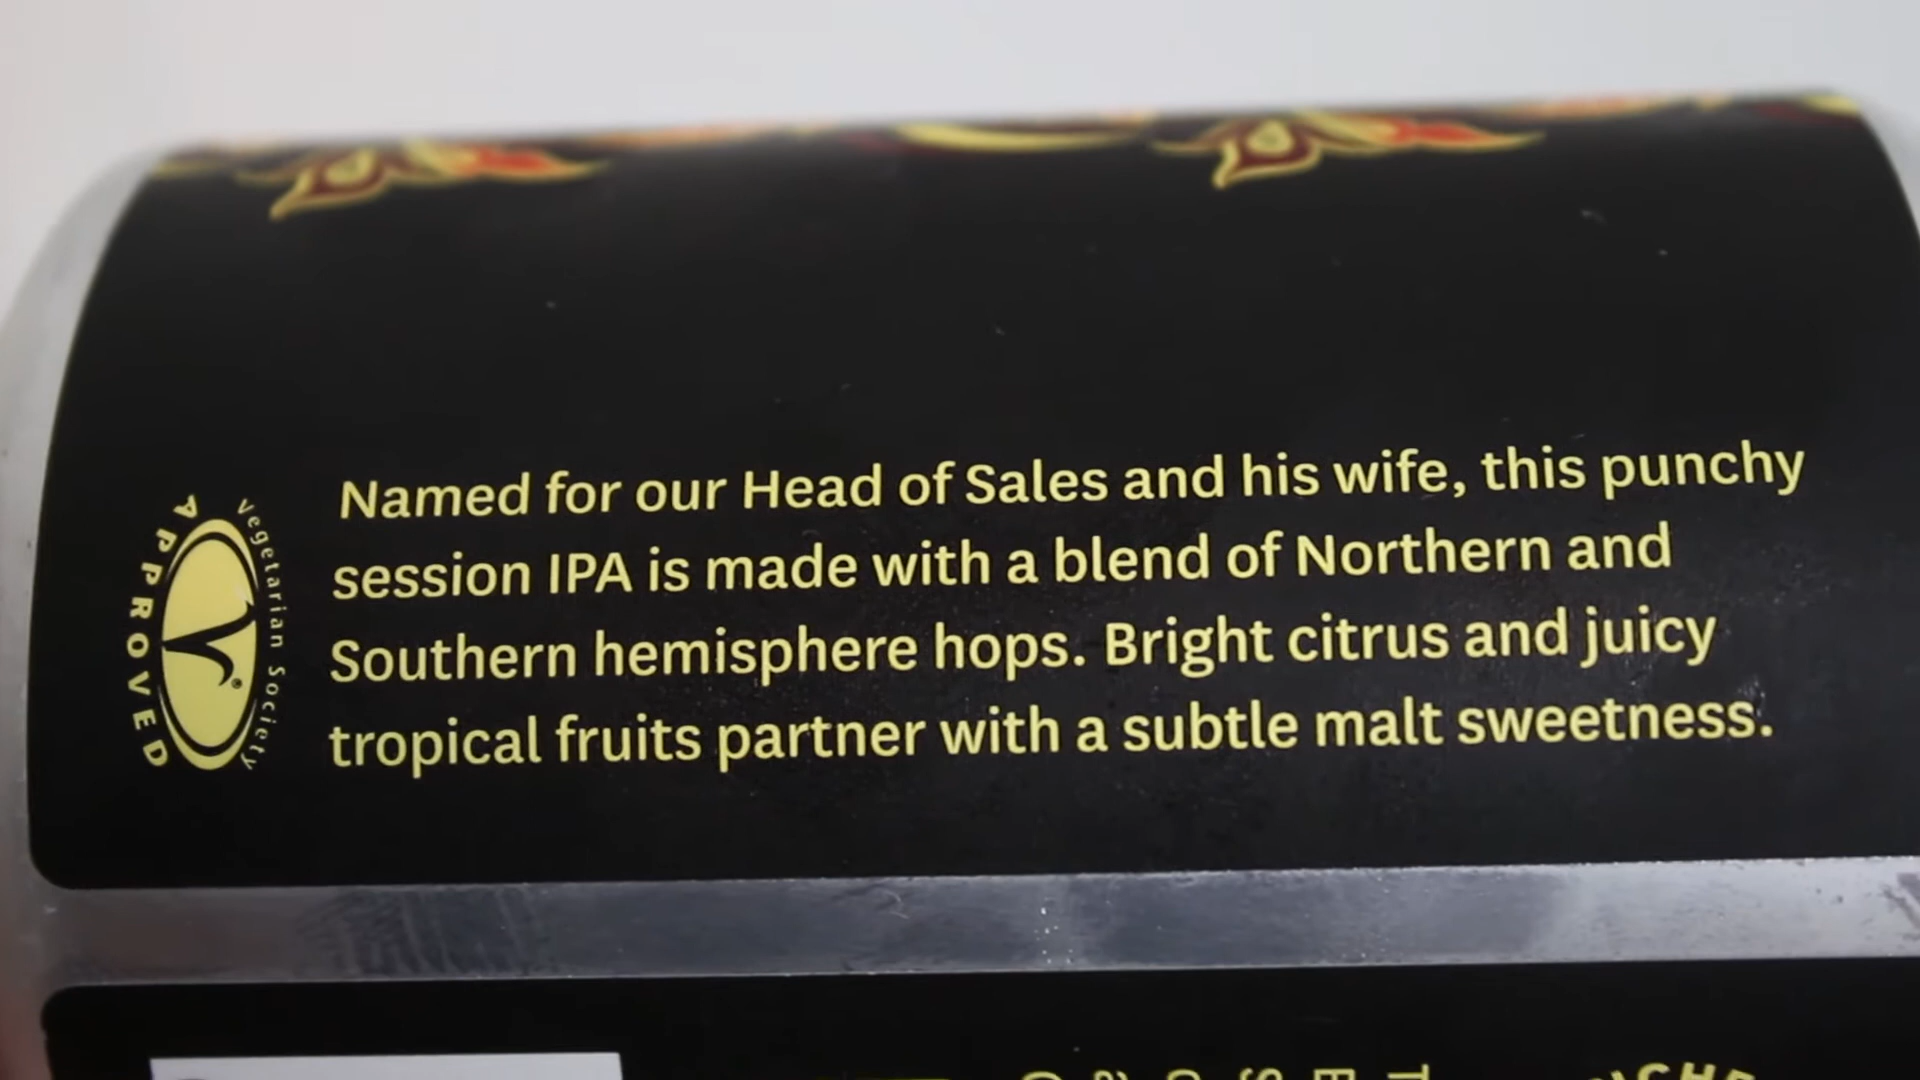 Named for our Head of Sales and his wife, this punchy
session IPA is made with a blend of Northern and
Southern hemisphere hops. Bright citrus and juicy
tropical fruits partner with a subtle malt sweetness.
Vegetarian Society
APPROVED